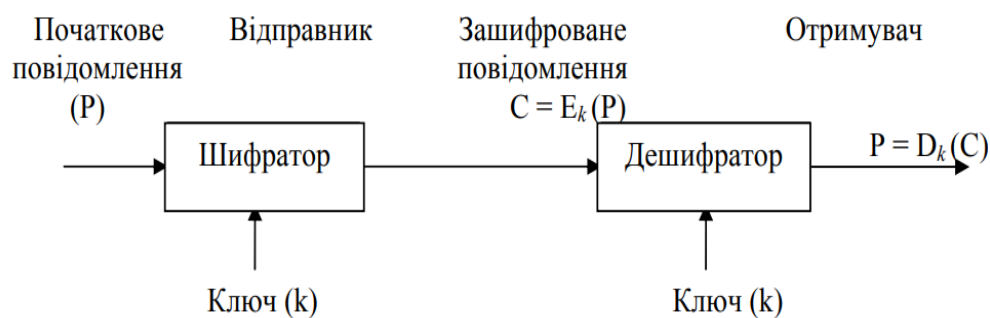 Початкове
повідомлення
(P)
Відправник
Зашифроване
повідомлення
C = Eₖ(P)
Отримувач
Шифратор
Дешифратор
P = Dₖ(C)
Ключ (k)
Ключ (k)